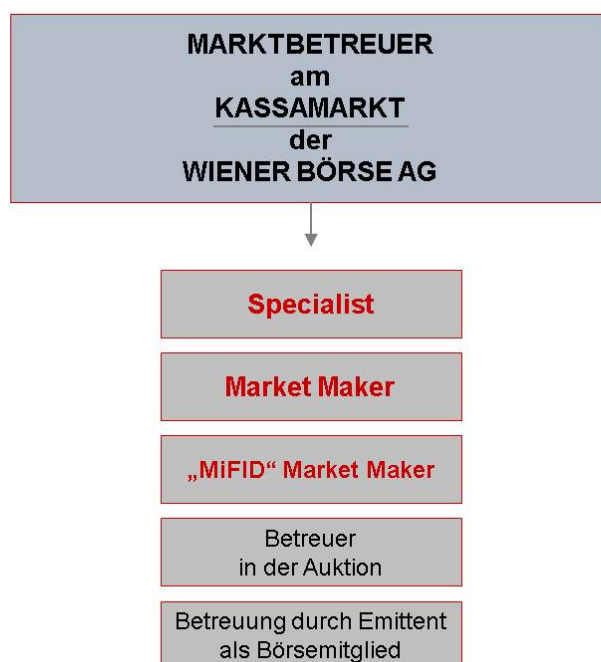 MARKTBETREUER
am
KASSAMARKT
der
WIENER BÖRSE AG
Specialist
Market Maker
„MiFID“ Market Maker
Betreuer
in der Auktion
Betreuung durch Emittent
als Börsemitglied